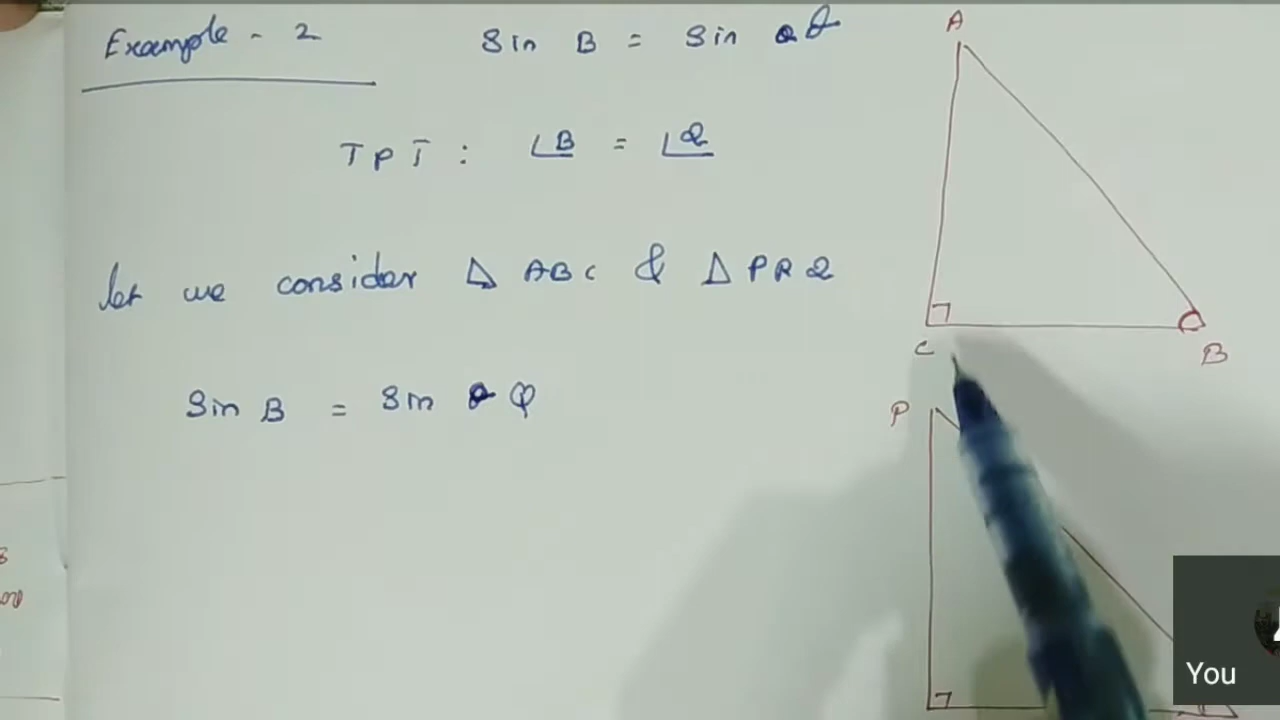 Example - 2
Sin B = Sin Q
TPT : ∠B = ∠Q
let we consider Δ ABC & Δ PRQ
Sin B = Sin Q
A
C
B
P
You